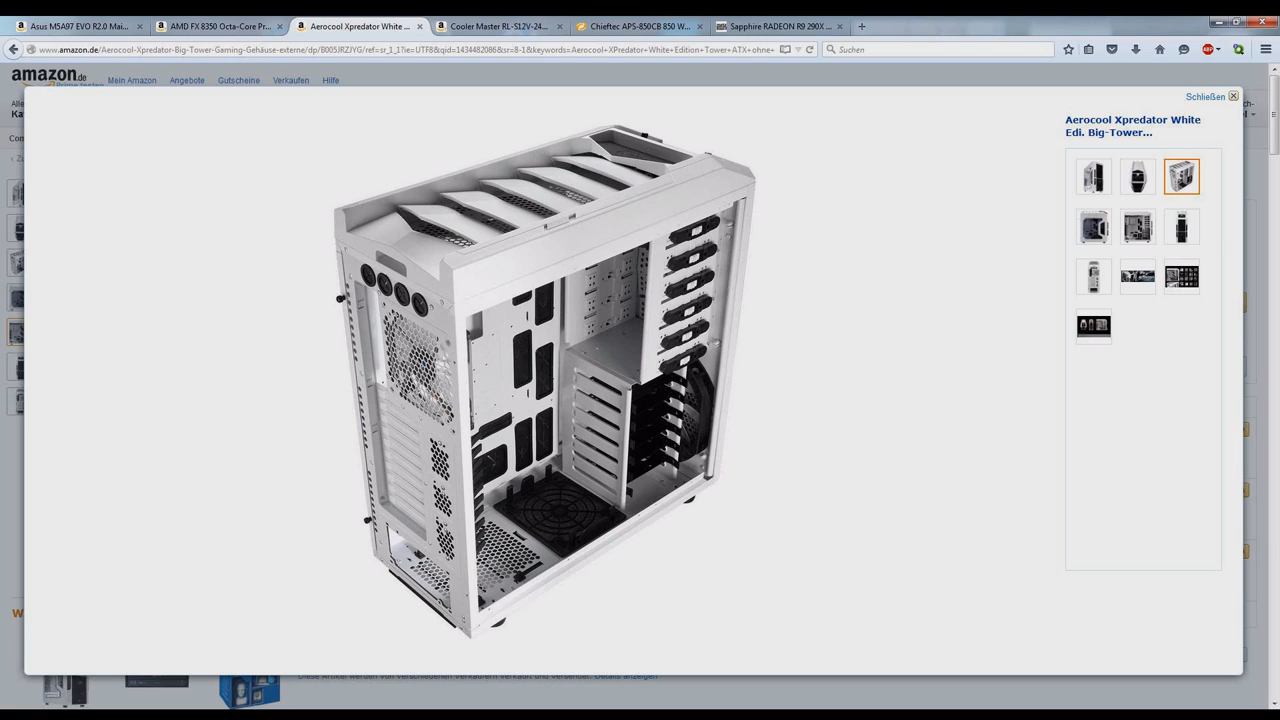 Asus M5A97 EVO R2.0 Mai...
AMD FX 8350 Octa-Core Pr...
Aerocool Xpredator White ...
Cooler Master RL-S12V-24...
Chieftec APS-850CB 850 W...
Sapphire RADEON R9 290X ...
www.amazon.de/Aerocool-Xpredator-Big-Tower-Gaming-Gehäuse-externe/dp/B005JRZJYG/ref=sr_1_1?ie=UTF8&qid=1434482086&sr=8-1&keywords=Aerocool+XPredator+White+Edition+Tower+ATX+ohne+
Suchen
ABP
amazon.de
Prime testen
Mein Amazon
Angebote
Gutscheine
Verkaufen
Hilfe
Schließen
Aerocool Xpredator White
Edi. Big-Tower...
Diese Artikel werden von verschiedenen Verkäufern verkauft und versendet. Details anzeigen